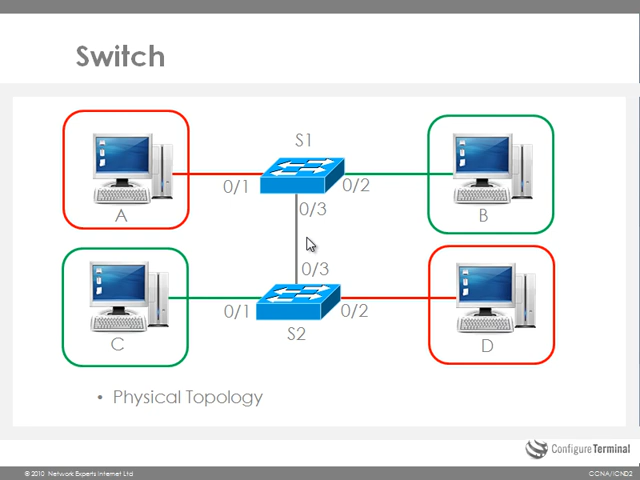 Switch
S1
0/1
0/2
0/3
A
B
0/3
0/1
0/2
S2
C
D
• Physical Topology
Configure Terminal
© 2010 Network Experts Internet Ltd
CCNA/ICND2